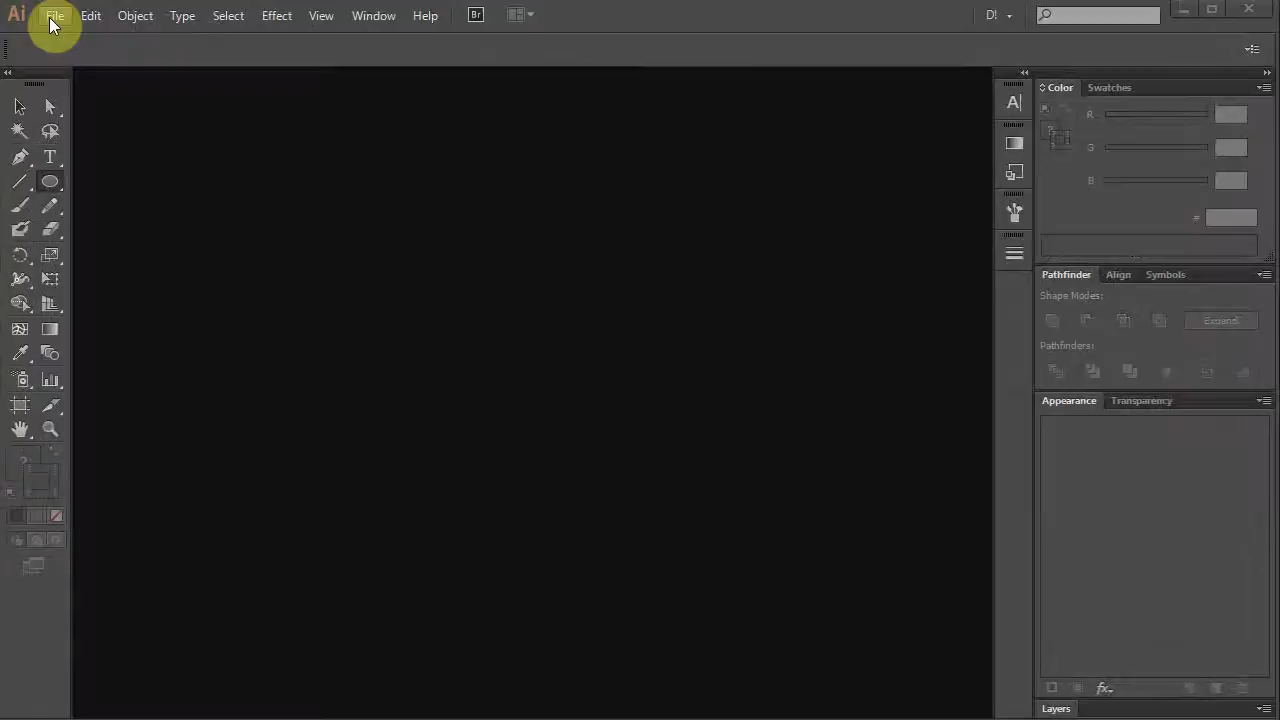 Ai File Edit Object Type Select Effect View Window Help Br D!
Color Swatches
R
G
B
#
Pathfinder Align Symbols
Shape Modes:
Expand
Pathfinders:
Appearance Transparency
fx
Layers